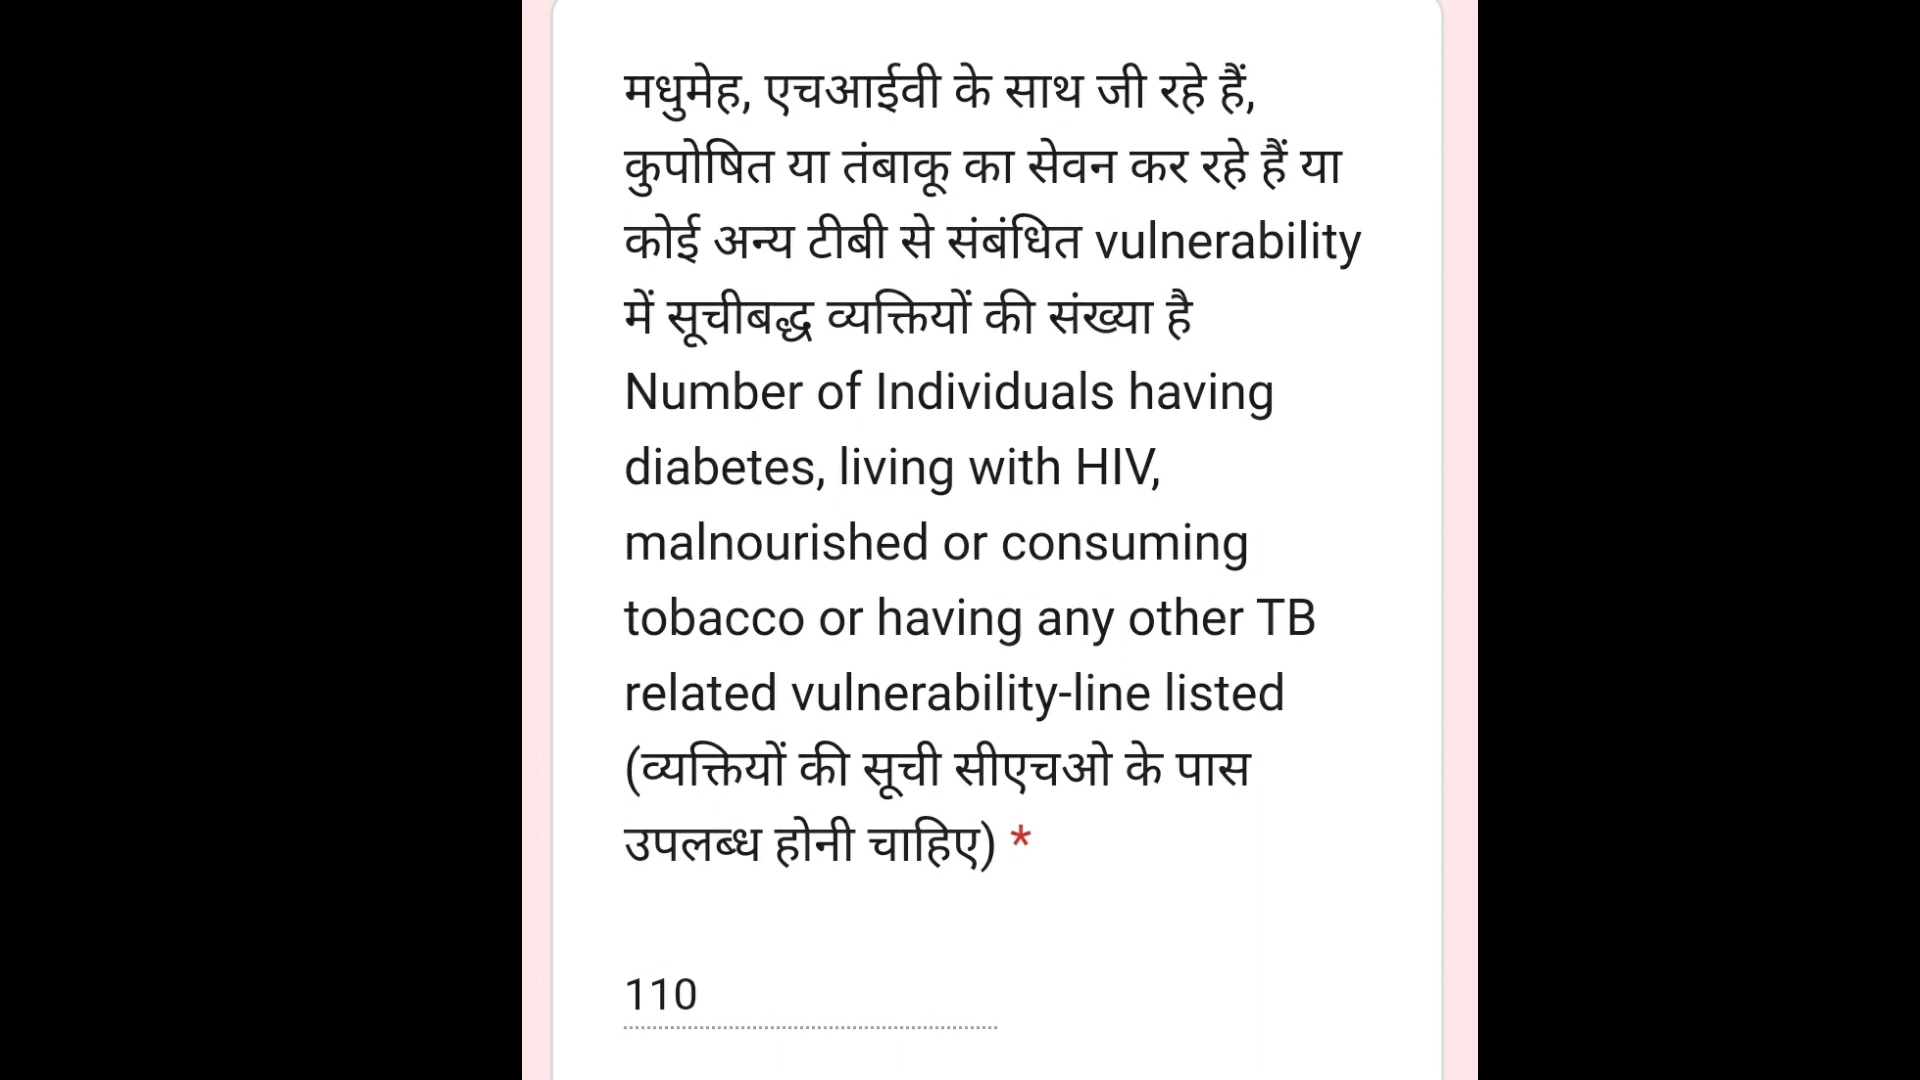 मधुमेह, एचआईवी के साथ जी रहे हैं,
कुपोषित या तंबाकू का सेवन कर रहे हैं या
कोई अन्य टीबी से संबंधित vulnerability
में सूचीबद्ध व्यक्तियों की संख्या है
Number of Individuals having
diabetes, living with HIV,
malnourished or consuming
tobacco or having any other TB
related vulnerability-line listed
(व्यक्तियों की सूची सीएचओ के पास
उपलब्ध होनी चाहिए) *
110